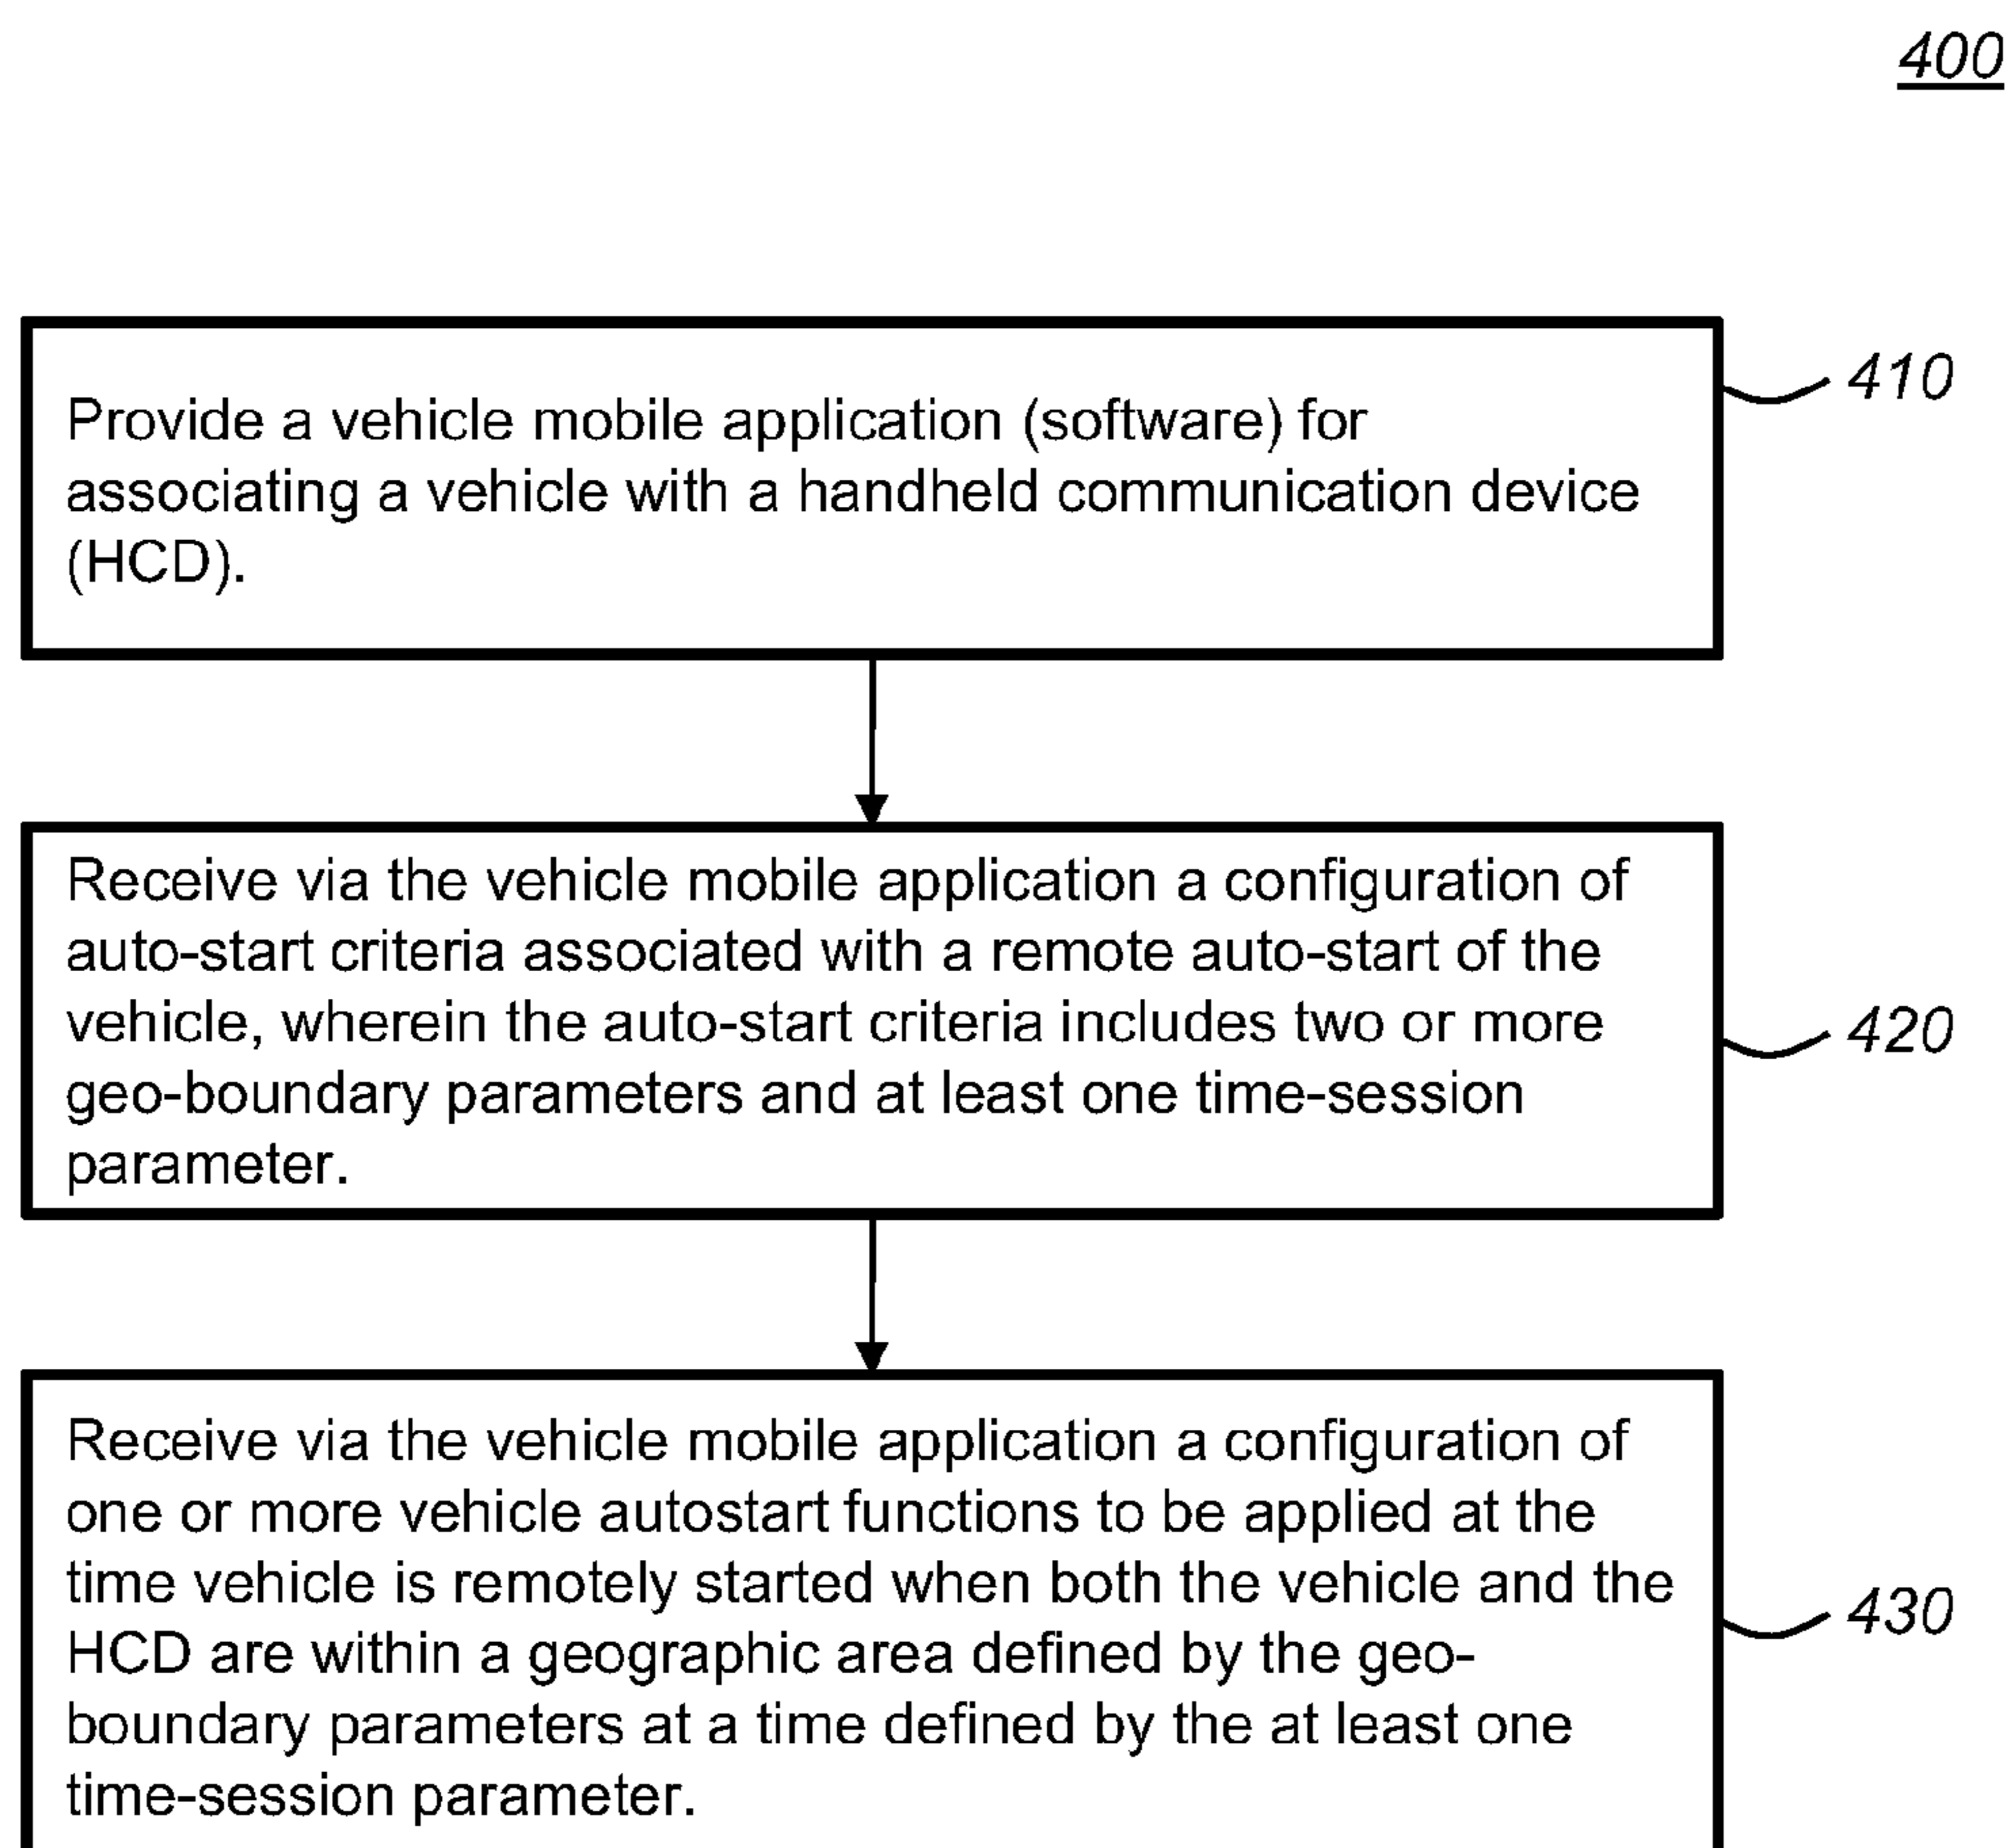 400
Provide a vehicle mobile application (software) for
associating a vehicle with a handheld communication device
(HCD).
410
Receive via the vehicle mobile application a configuration of
auto-start criteria associated with a remote auto-start of the
vehicle, wherein the auto-start criteria includes two or more
geo-boundary parameters and at least one time-session
parameter.
420
Receive via the vehicle mobile application a configuration of
one or more vehicle autostart functions to be applied at the
time vehicle is remotely started when both the vehicle and the
HCD are within a geographic area defined by the geo-
boundary parameters at a time defined by the at least one
time-session parameter.
430